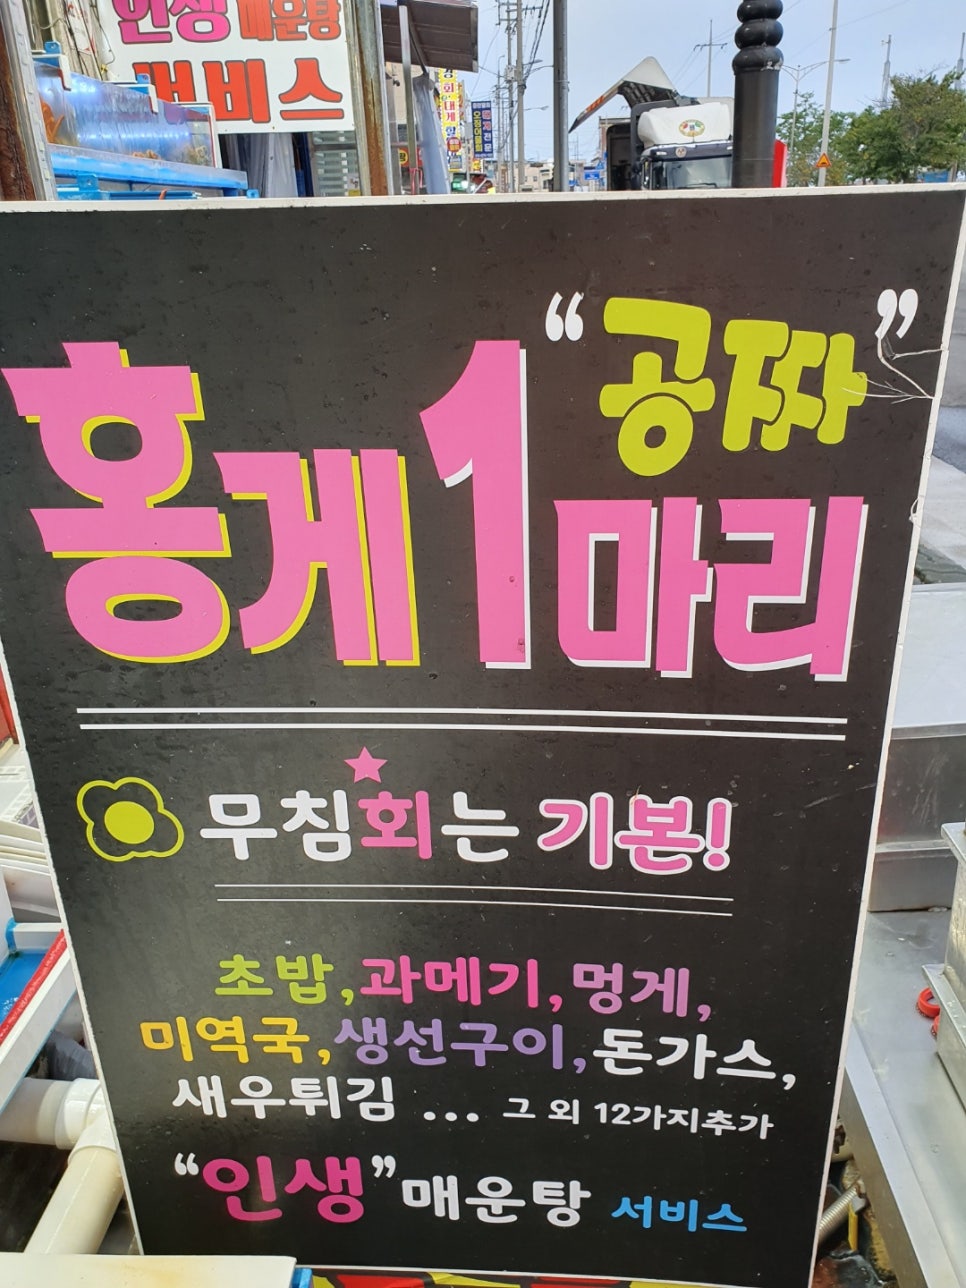 인생 매운탕
서비스
"공짜"
홍게1마리
무침회는 기본!
초밥,과메기,멍게,
미역국,생선구이,돈가스,
새우튀김 ... 그 외 12가지추가
"인생"매운탕 서비스